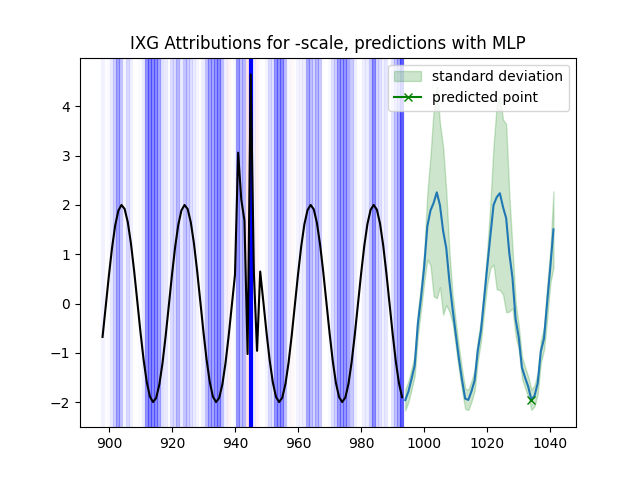 IXG Attributions for -scale, predictions with MLP
standard deviation
predicted point
4
3
2
1
0
−1
−2
900 920 940 960 980 1000 1020 1040